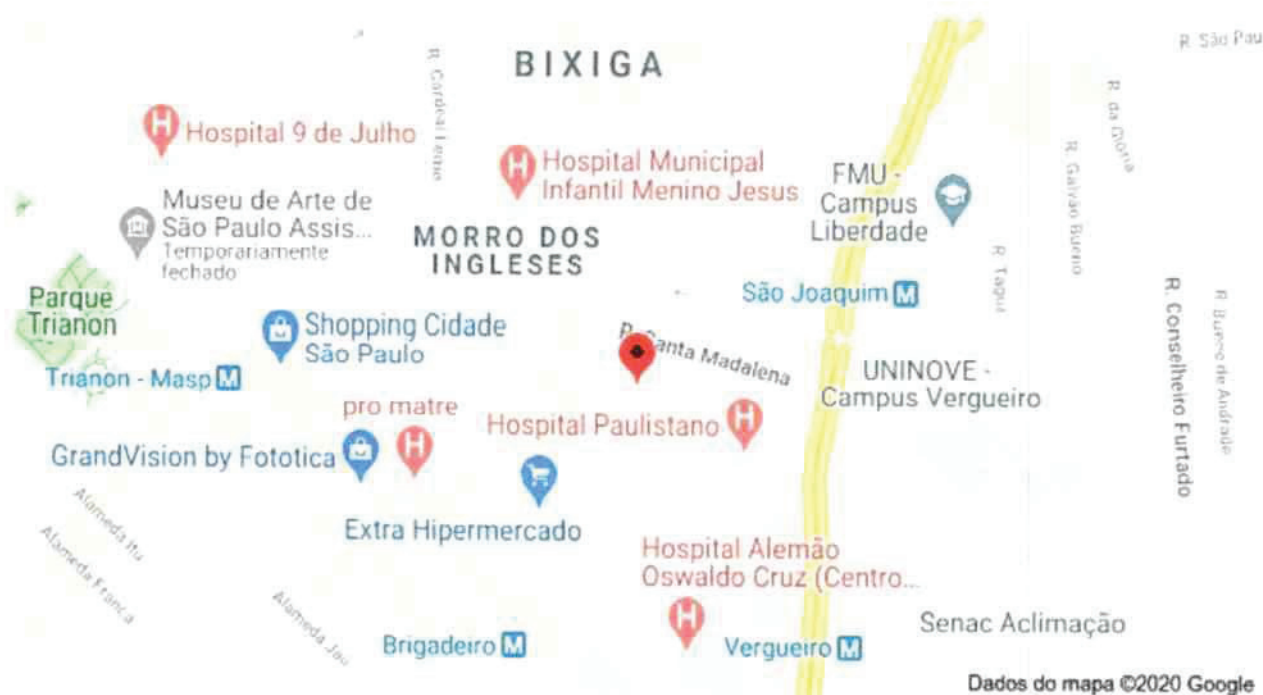 BIXIGA
R. São Pau
R. Cardeal Leme
R. da Glória
Hospital 9 de Julho
Hospital Municipal
Infantil Menino Jesus
R. Galvão Bueno
FMU -
Campus
Liberdade
Museu de Arte de
São Paulo Assis...
Temporariamente
fechado
MORRO DOS
INGLESES
R. Taguá
São Joaquim M
Parque
Trianon
Shopping Cidade
São Paulo
R. Santa Madalena
R. Conselheiro Furtado
R. Bueno de Andrade
Trianon - Masp M
UNINOVE -
Campus Vergueiro
pro matre
Hospital Paulistano
GrandVision by Fototica
Extra Hipermercado
Alameda Itu
Alameda Franca
Alameda Jaú
Hospital Alemão
Oswaldo Cruz (Centro...
Brigadeiro M
Vergueiro M
Senac Aclimação
Dados do mapa ©2020 Google